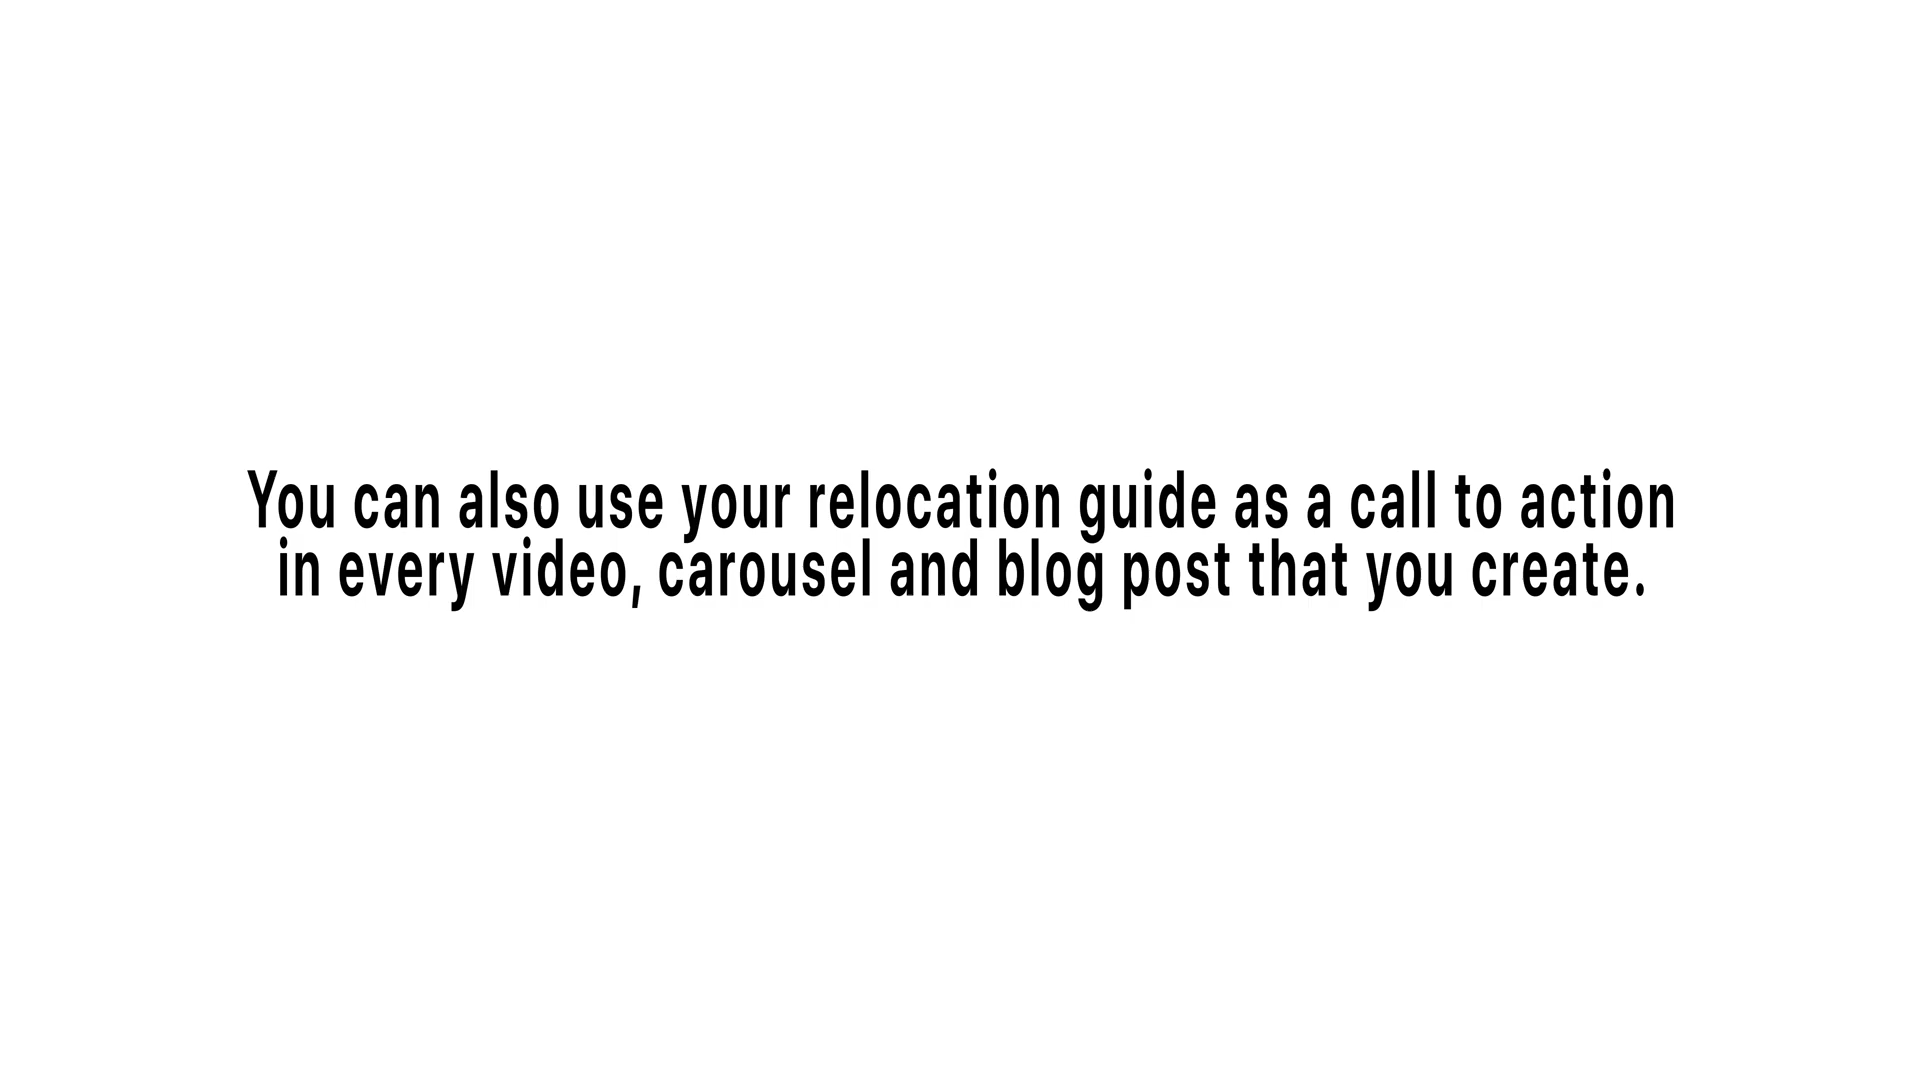 You can also use your relocation guide as a call to action
in every video, carousel and blog post that you create.